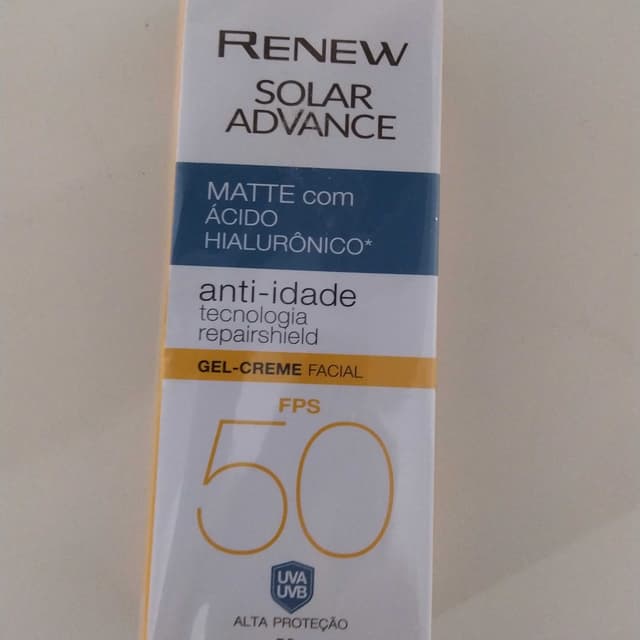 RENEW
SOLAR
ADVANCE
MATTE com
ÁCIDO
HIALURÔNICO*
anti-idade
tecnologia
repairshield
GEL-CREME FACIAL
FPS
50
UVA
UVB
ALTA PROTEÇÃO